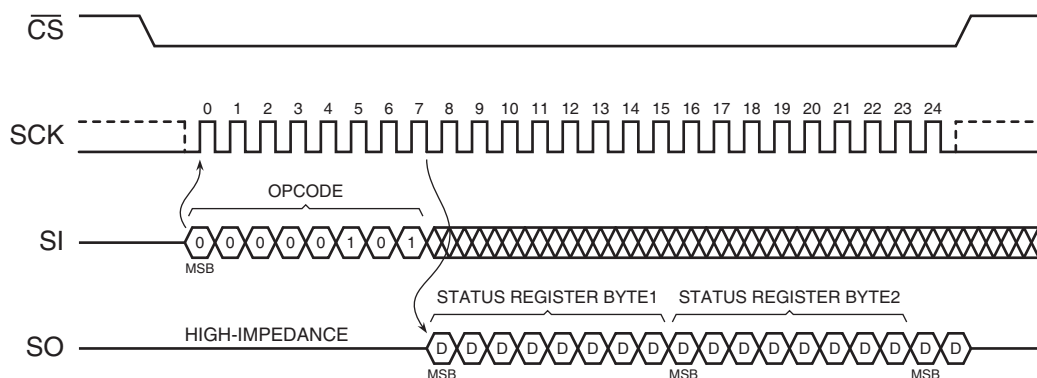 C̅S̅
0 1 2 3 4 5 6 7 8 9 10 11 12 13 14 15 16 17 18 19 20 21 22 23 24
SCK
OPCODE
SI 0 0 0 0 0 1 0 1
MSB
STATUS REGISTER BYTE1 STATUS REGISTER BYTE2
HIGH-IMPEDANCE
SO D D D D D D D D D D D D D D D D D D
MSB MSB MSB